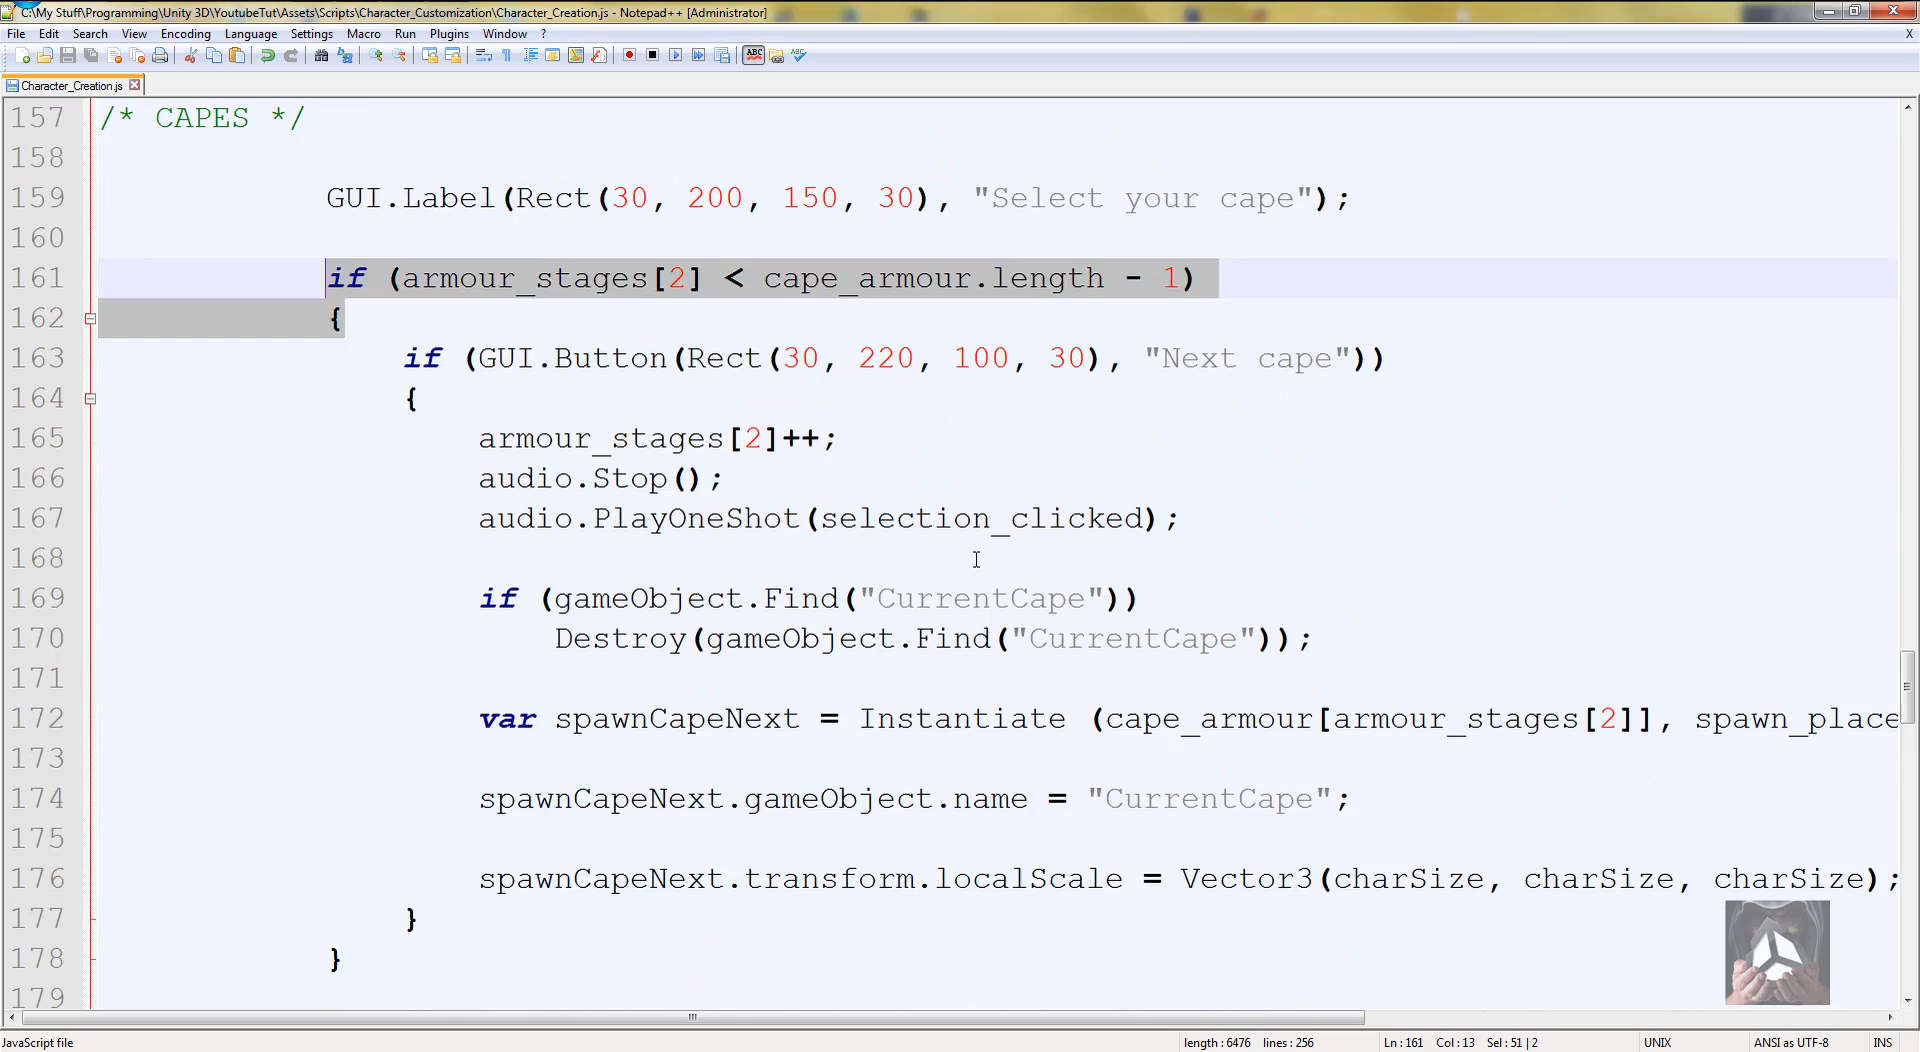 C:\My Stuff\Programming\Unity 3D\YoutubeTut\Assets\Scripts\Character_Customization\Character_Creation.js - Notepad++ [Administrator]
File Edit Search View Encoding Language Settings Macro Run Plugins Window ? X
Character_Creation.js
157 /* CAPES */
158
159 GUI.Label(Rect(30, 200, 150, 30), "Select your cape");
160
161 if (armour_stages[2] < cape_armour.length - 1)
162 {
163 if (GUI.Button(Rect(30, 220, 100, 30), "Next cape"))
164 {
165 armour_stages[2]++;
166 audio.Stop();
167 audio.PlayOneShot(selection_clicked);
168
169 if (gameObject.Find("CurrentCape"))
170 Destroy(gameObject.Find("CurrentCape"));
171
172 var spawnCapeNext = Instantiate (cape_armour[armour_stages[2]], spawn_place
173
174 spawnCapeNext.gameObject.name = "CurrentCape";
175
176 spawnCapeNext.transform.localScale = Vector3(charSize, charSize, charSize);
177 }
178 }
179
JavaScript file length : 6476 lines : 256 Ln : 161 Col : 13 Sel : 51 | 2 UNIX ANSI as UTF-8 INS